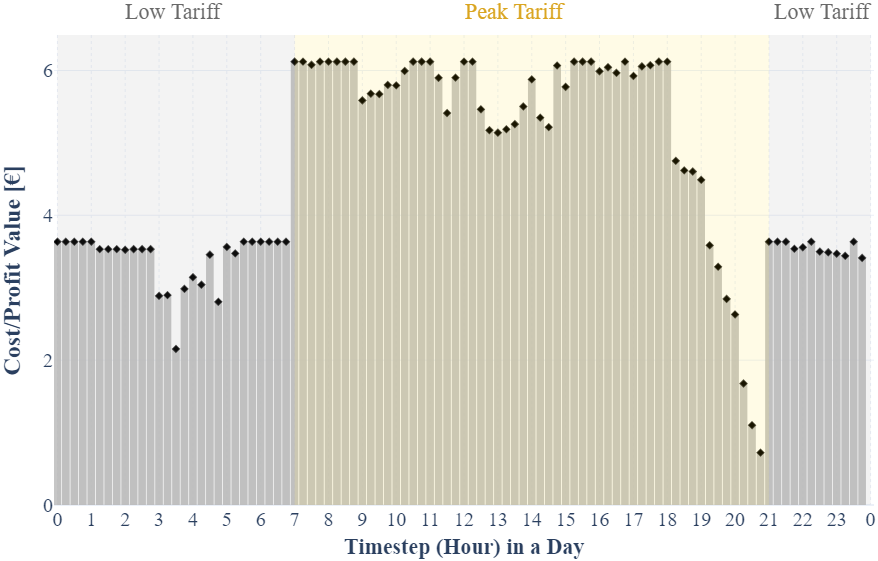 Low Tariff Peak Tariff Low Tariff
Cost/Profit Value [€]
6
4
2
0
0 1 2 3 4 5 6 7 8 9 10 11 12 13 14 15 16 17 18 19 20 21 22 23 0
Timestep (Hour) in a Day